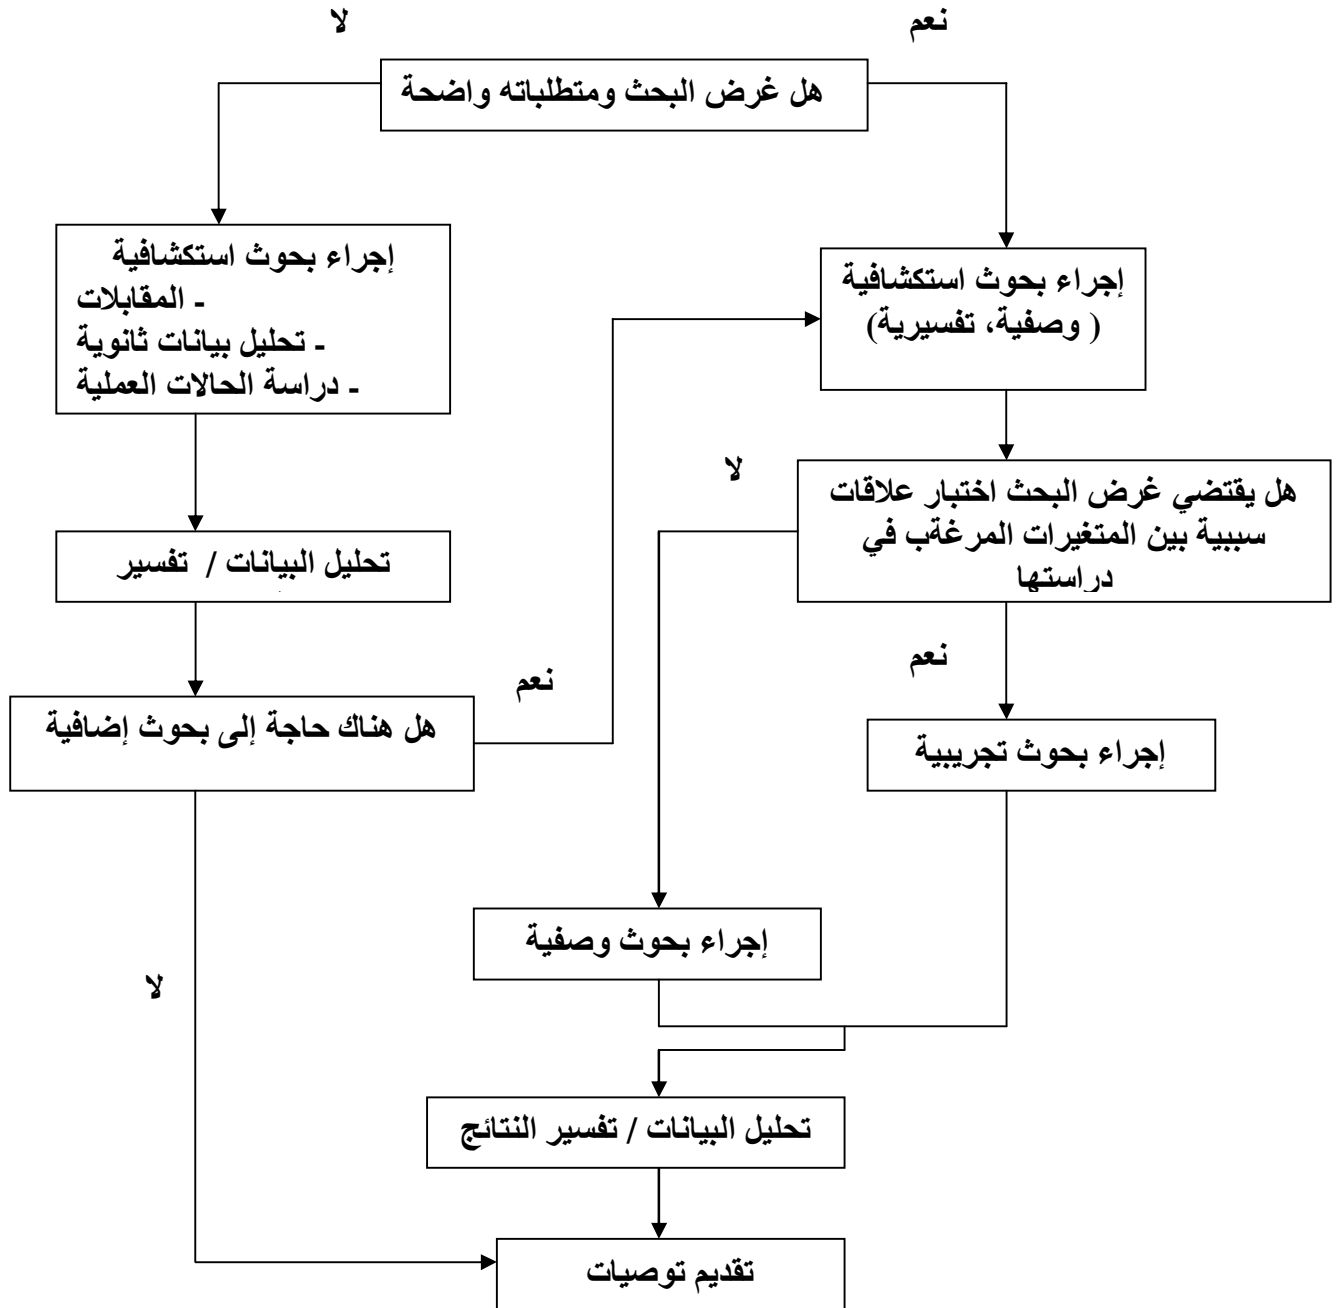 نعم
لا
هل غرض البحث ومتطلباته واضحة
إجراء بحوث استكشافية
( وصفية، تفسيرية)
إجراء بحوث استكشافية
- المقابلات
- تحليل بيانات ثانوية
- دراسة الحالات العملية
لا
هل يقتضي غرض البحث اختبار علاقات
سببية بين المتغيرات المرغةب في
دراستها
تحليل البيانات / تفسير
نعم
نعم
هل هناك حاجة إلى بحوث إضافية
إجراء بحوث تجريبية
إجراء بحوث وصفية
لا
تحليل البيانات / تفسير النتائج
تقديم توصيات